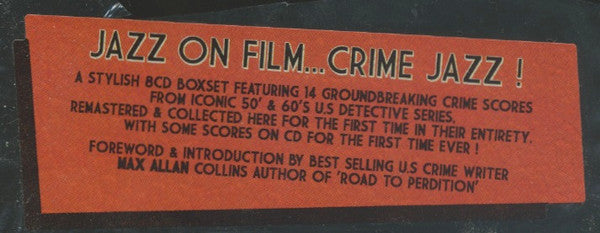 JAZZ ON FILM... CRIME JAZZ !
A STYLISH 8CD BOXSET FEATURING 14 GROUNDBREAKING CRIME SCORES
FROM ICONIC 50' & 60'S U.S DETECTIVE SERIES.
REMASTERED & COLLECTED HERE FOR THE FIRST TIME IN THEIR ENTIRETY.
WITH SOME SCORES ON CD FOR THE FIRST TIME EVER !
FOREWORD & INTRODUCTION BY BEST SELLING U.S CRIME WRITER
MAX ALLAN COLLINS AUTHOR OF 'ROAD TO PERDITION'